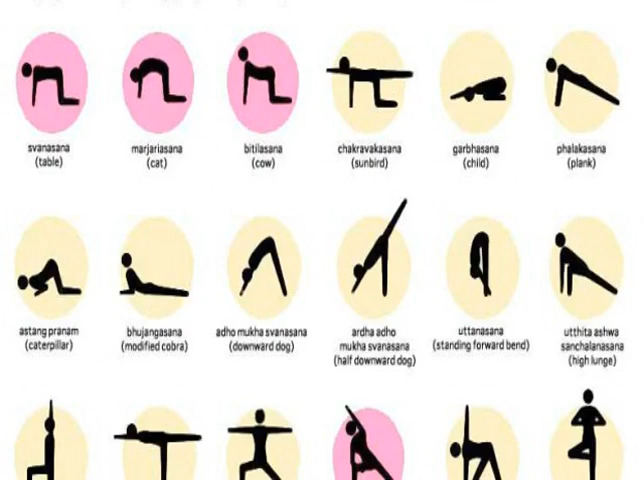 svanasana
(table)
marjariasana
(cat)
bitilasana
(cow)
chakravakasana
(sunbird)
garbhasana
(child)
phalakasana
(plank)
astang pranam
(caterpillar)
bhujangasana
(modified cobra)
adho mukha svanasana
(downward dog)
ardha adho
mukha svanasana
(half downward dog)
uttanasana
(standing forward bend)
utthita ashwa
sanchalanasana
(high lunge)